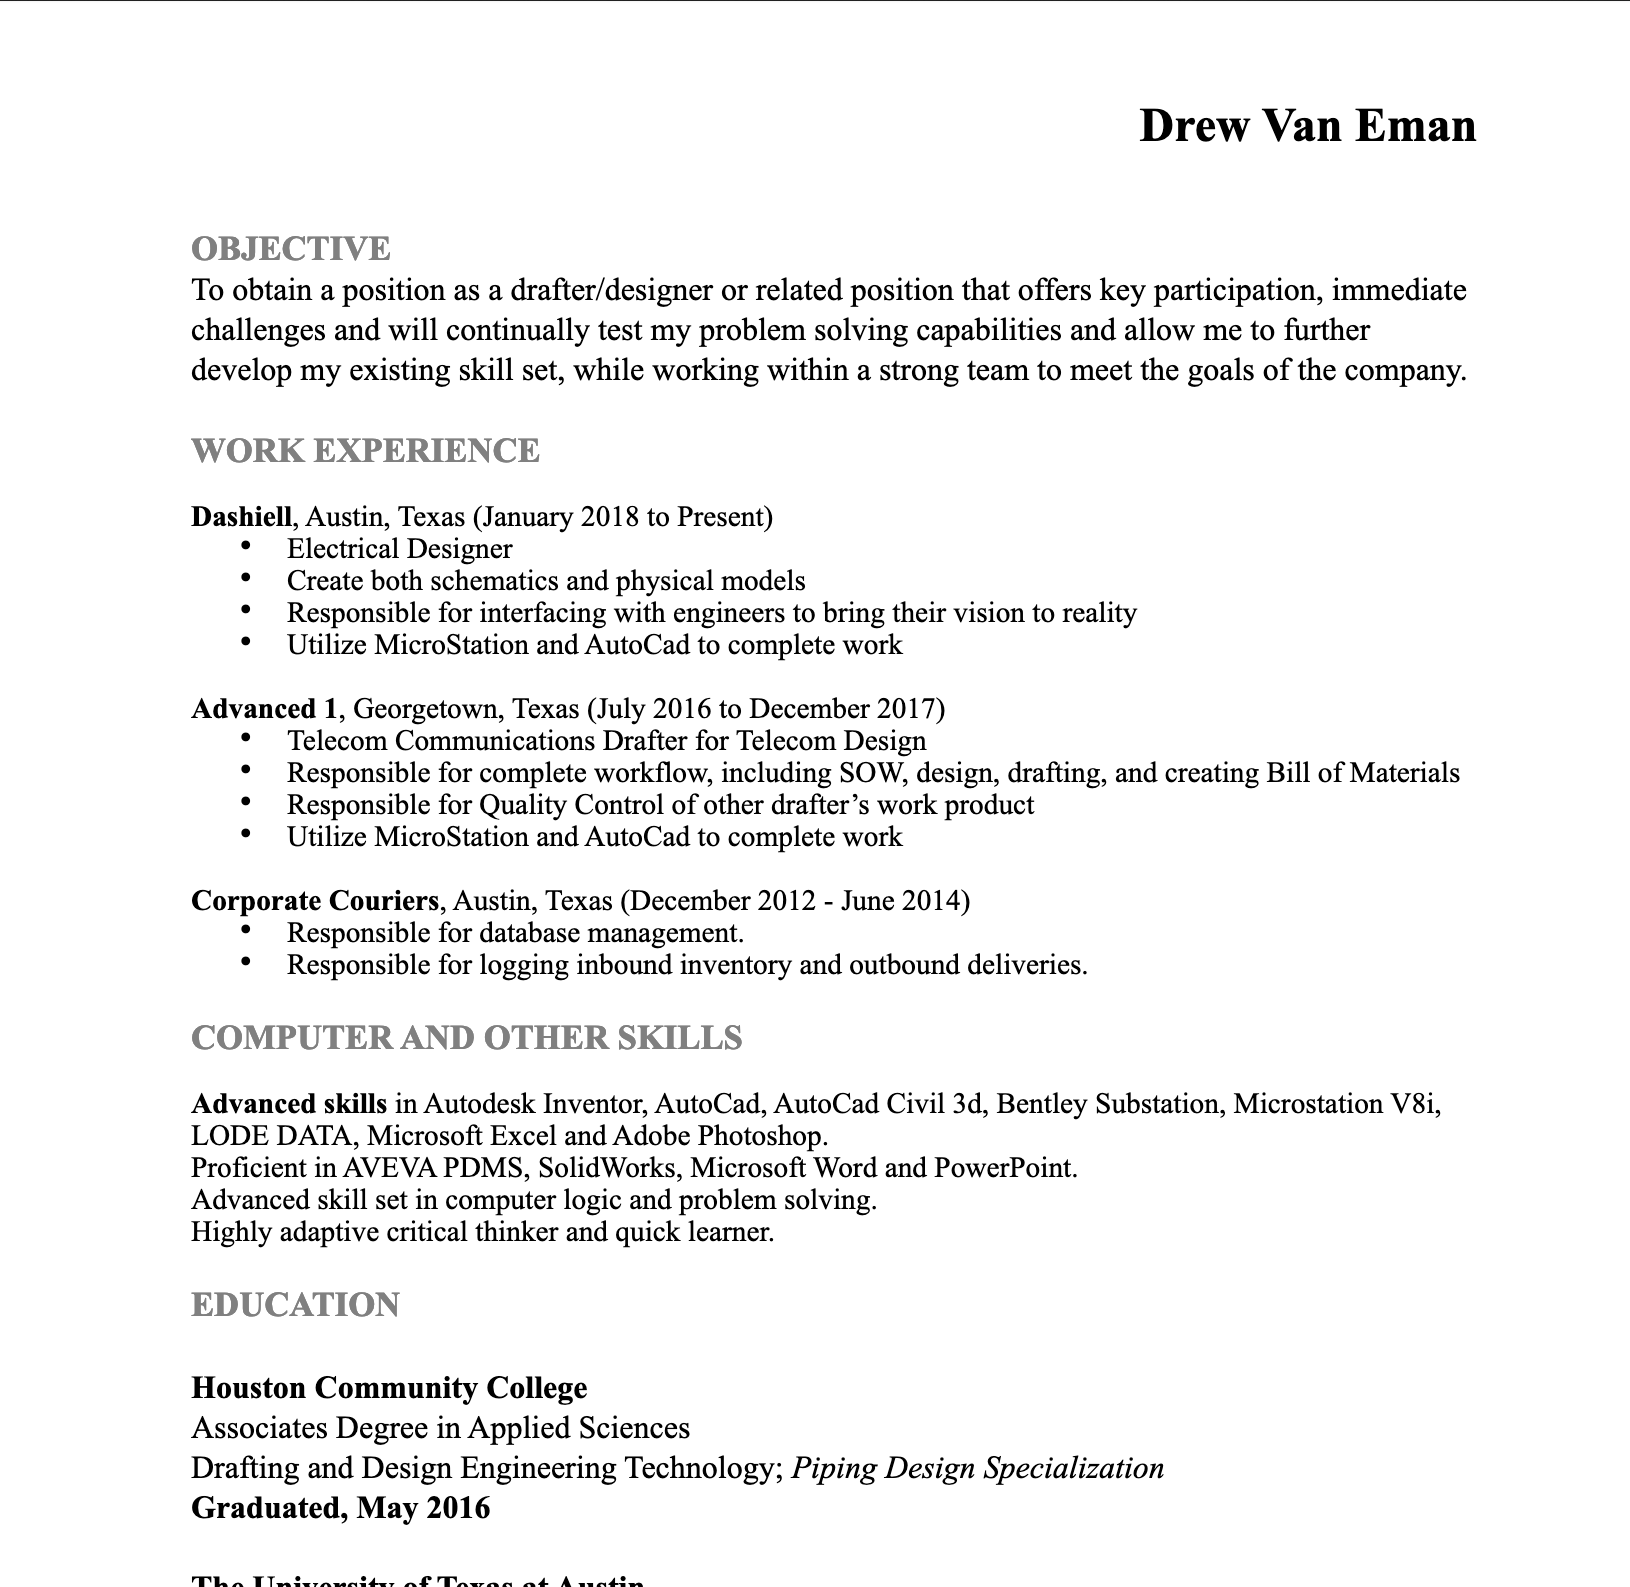 Drew Van Eman
OBJECTIVE
To obtain a position as a drafter/designer or related position that offers key participation, immediate
challenges and will continually test my problem solving capabilities and allow me to further
develop my existing skill set, while working within a strong team to meet the goals of the company.
WORK EXPERIENCE
Dashiell, Austin, Texas (January 2018 to Present)
• Electrical Designer
• Create both schematics and physical models
• Responsible for interfacing with engineers to bring their vision to reality
• Utilize MicroStation and AutoCad to complete work
Advanced 1, Georgetown, Texas (July 2016 to December 2017)
• Telecom Communications Drafter for Telecom Design
• Responsible for complete workflow, including SOW, design, drafting, and creating Bill of Materials
• Responsible for Quality Control of other drafter’s work product
• Utilize MicroStation and AutoCad to complete work
Corporate Couriers, Austin, Texas (December 2012 - June 2014)
• Responsible for database management.
• Responsible for logging inbound inventory and outbound deliveries.
COMPUTER AND OTHER SKILLS
Advanced skills in Autodesk Inventor, AutoCad, AutoCad Civil 3d, Bentley Substation, Microstation V8i,
LODE DATA, Microsoft Excel and Adobe Photoshop.
Proficient in AVEVA PDMS, SolidWorks, Microsoft Word and PowerPoint.
Advanced skill set in computer logic and problem solving.
Highly adaptive critical thinker and quick learner.
EDUCATION
Houston Community College
Associates Degree in Applied Sciences
Drafting and Design Engineering Technology; Piping Design Specialization
Graduated, May 2016
The University of Texas at Austin